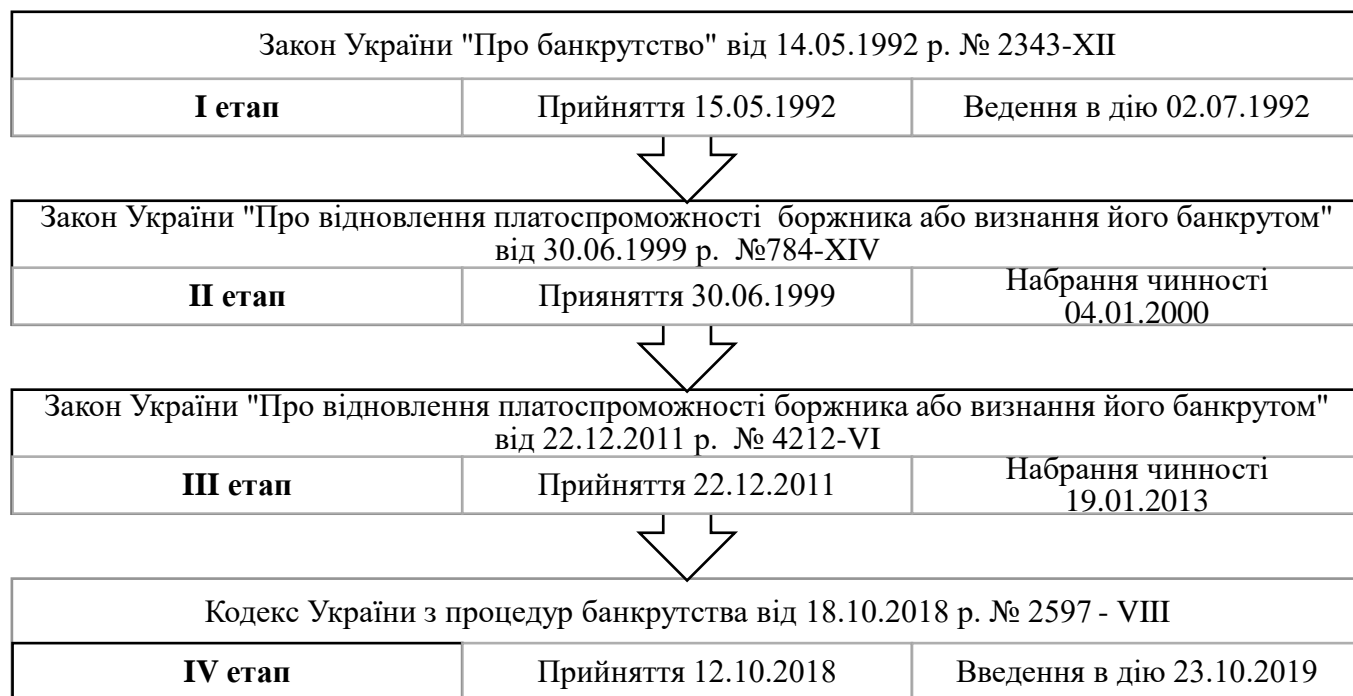 Закон України "Про банкрутство" від 14.05.1992 р. № 2343-XII
I етап
Прийняття 15.05.1992
Ведення в дію 02.07.1992
Закон України "Про відновлення платоспроможності боржника або визнання його банкрутом"
від 30.06.1999 р. №784-XIV
II етап
Прияняття 30.06.1999
Набрання чинності
04.01.2000
Закон України "Про відновлення платоспроможності боржника або визнання його банкрутом"
від 22.12.2011 р. № 4212-VI
III етап
Прийняття 22.12.2011
Набрання чинності
19.01.2013
Кодекс України з процедур банкрутства від 18.10.2018 р. № 2597 - VIII
IV етап
Прийняття 12.10.2018
Введення в дію 23.10.2019